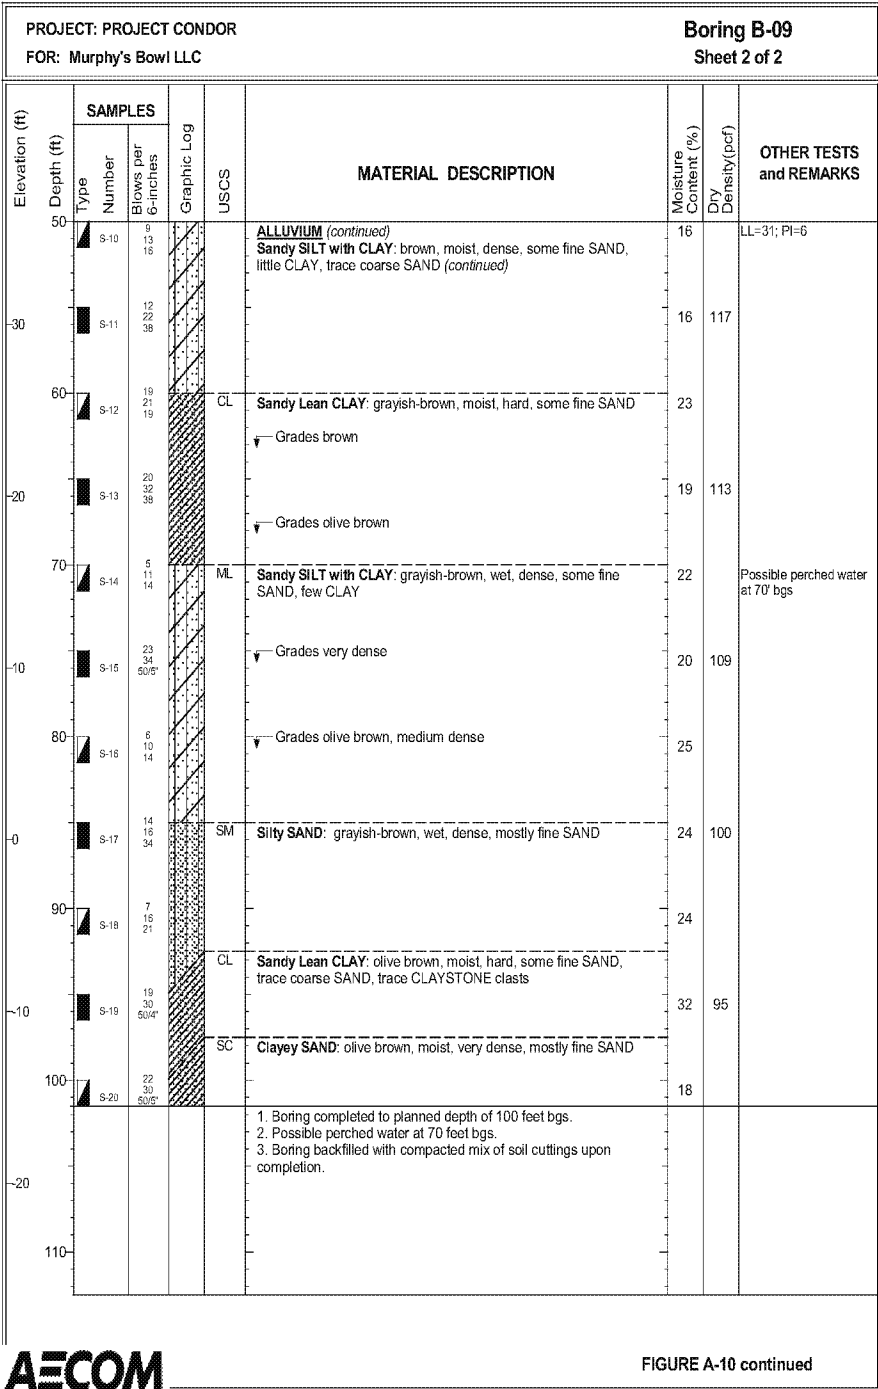 PROJECT: PROJECT CONDOR
FOR: Murphy's Bowl LLC
Boring B-09
Sheet 2 of 2
Elevation (ft)
Depth (ft)
SAMPLES
Type
Number
Blows per
6-inches
Graphic Log
USCS
MATERIAL DESCRIPTION
Moisture
Content (%)
Dry
Density(pcf)
OTHER TESTS
and REMARKS
50
S-10
9
13
16
ALLUVIUM (continued)
Sandy SILT with CLAY: brown, moist, dense, some fine SAND,
little CLAY, trace coarse SAND (continued)
16
LL=31; PI=6
30
S-11
12
22
38
16 117
60
S-12
19
21
19
CL
Sandy Lean CLAY: grayish-brown, moist, hard, some fine SAND
23
Grades brown
20
S-13
20
32
38
19 113
Grades olive brown
70
S-14
5
11
14
ML
Sandy SILT with CLAY: grayish-brown, wet, dense, some fine
SAND, few CLAY
22
Possible perched water
at 70' bgs
Grades very dense
10
S-15
23
34
50/5"
20 109
80
S-16
6
10
14
Grades olive brown, medium dense
25
0
S-17
14
16
34
SM
Silty SAND: grayish-brown, wet, dense, mostly fine SAND
24 100
90
S-18
7
16
21
24
CL
Sandy Lean CLAY: olive brown, moist, hard, some fine SAND,
trace coarse SAND, trace CLAYSTONE clasts
-10
S-19
19
30
50/4"
32 95
SC
Clayey SAND: olive brown, moist, very dense, mostly fine SAND
100
S-20
22
30
50/5"
18
1. Boring completed to planned depth of 100 feet bgs.
2. Possible perched water at 70 feet bgs.
3. Boring backfilled with compacted mix of soil cuttings upon
completion.
-20
110
AECOM
FIGURE A-10 continued